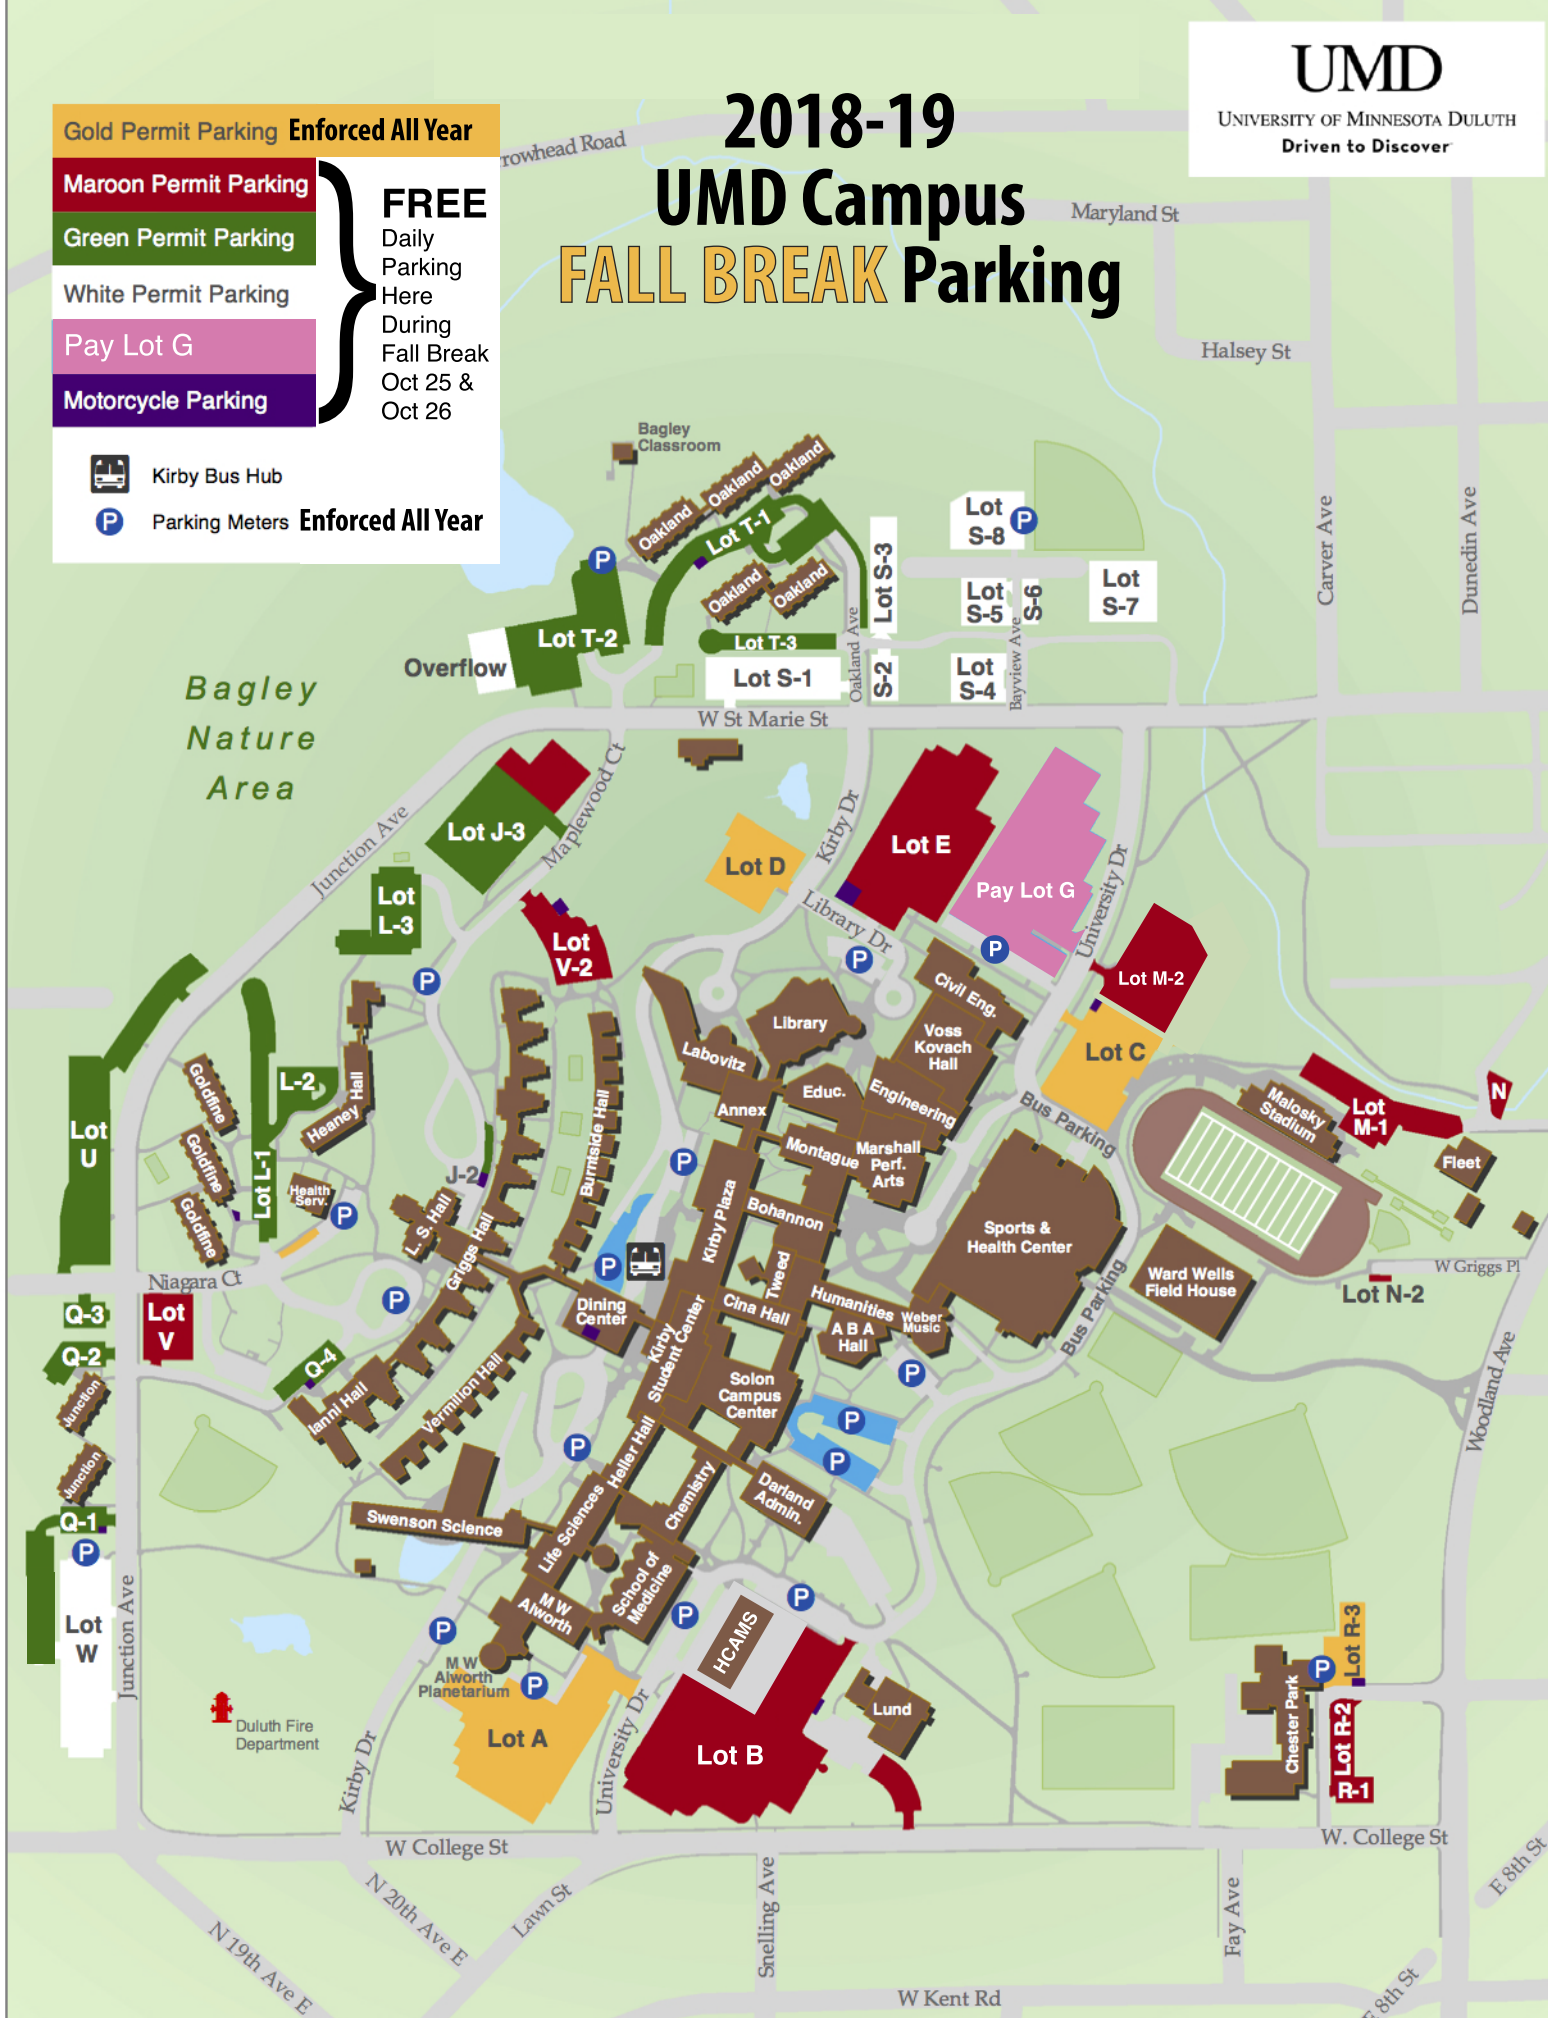 UMD
UNIVERSITY OF MINNESOTA DULUTH
Driven to Discover
2018-19
UMD Campus
FALL BREAK Parking
Gold Permit Parking Enforced All Year
Maroon Permit Parking
Green Permit Parking
White Permit Parking
Pay Lot G
Motorcycle Parking
FREE
Daily
Parking
Here
During
Fall Break
Oct 25 &
Oct 26
Kirby Bus Hub
P
Parking Meters Enforced All Year
rowhead Road
Maryland St
Halsey St
Carver Ave
Dunedin Ave
Bagley
Classroom
Oakland
Oakland
Oakland
Lot T-1
Oakland
Oakland
P
Lot T-2
Overflow
Lot T-3
Lot S-1
Oakland Ave
Lot S-3
S-2
Lot
S-8
P
Lot
S-5
S-6
Lot
S-7
Lot
S-4
Bayview Ave
W St Marie St
Bagley
Nature
Area
Junction Ave
Maplewood Ct
Lot J-3
Lot
L-3
P
Lot
V-2
Lot D
Kirby Dr
Library Dr
Lot E
Pay Lot G
University Dr
P
P
Lot M-2
Lot C
Bus Parking
Civil Eng.
Voss
Kovach
Hall
Library
Labovitz
Educ.
Engineering
Annex
Montague
Marshall
Perf.
Arts
Malosky
Stadium
Lot
M-1
N
Fleet
Lot
U
Goldfine
Goldfine
Goldfine
L-2
Heaney Hall
Lot L-1
Health
Serv.
P
J-2
L. S. Hall
Griggs Hall
Burntside Hall
P
Kirby Plaza
Bohannon
Tweed
P
Sports &
Health Center
Ward Wells
Field House
W Griggs Pl
Lot N-2
Bus Parking
Woodland Ave
Niagara Ct
P
Q-3
Lot
V
Q-2
Junction
Junction
Q-4
Ianni Hall
Vermilion Hall
Dining
Center
Kirby
Student Center
Cina Hall
Humanities
A B A
Hall
Weber
Music
P
Solon
Campus
Center
P
P
P
Heller Hall
Chemistry
Darland
Admin.
Swenson Science
Life Sciences
School of
Medicine
M W
Alworth
Q-1
P
Lot
W
Junction Ave
P
M W
Alworth
Planetarium
P
P
P
HCAMS
Duluth Fire
Department
Lot A
Lot B
Lund
Kirby Dr
University Dr
Lot R-3
P
Chester Park
Lot R-2
R-1
W College St
W. College St
N 20th Ave E
N 19th Ave E
Lawn St
Snelling Ave
Fay Ave
E 8th St
E 8th St
W Kent Rd